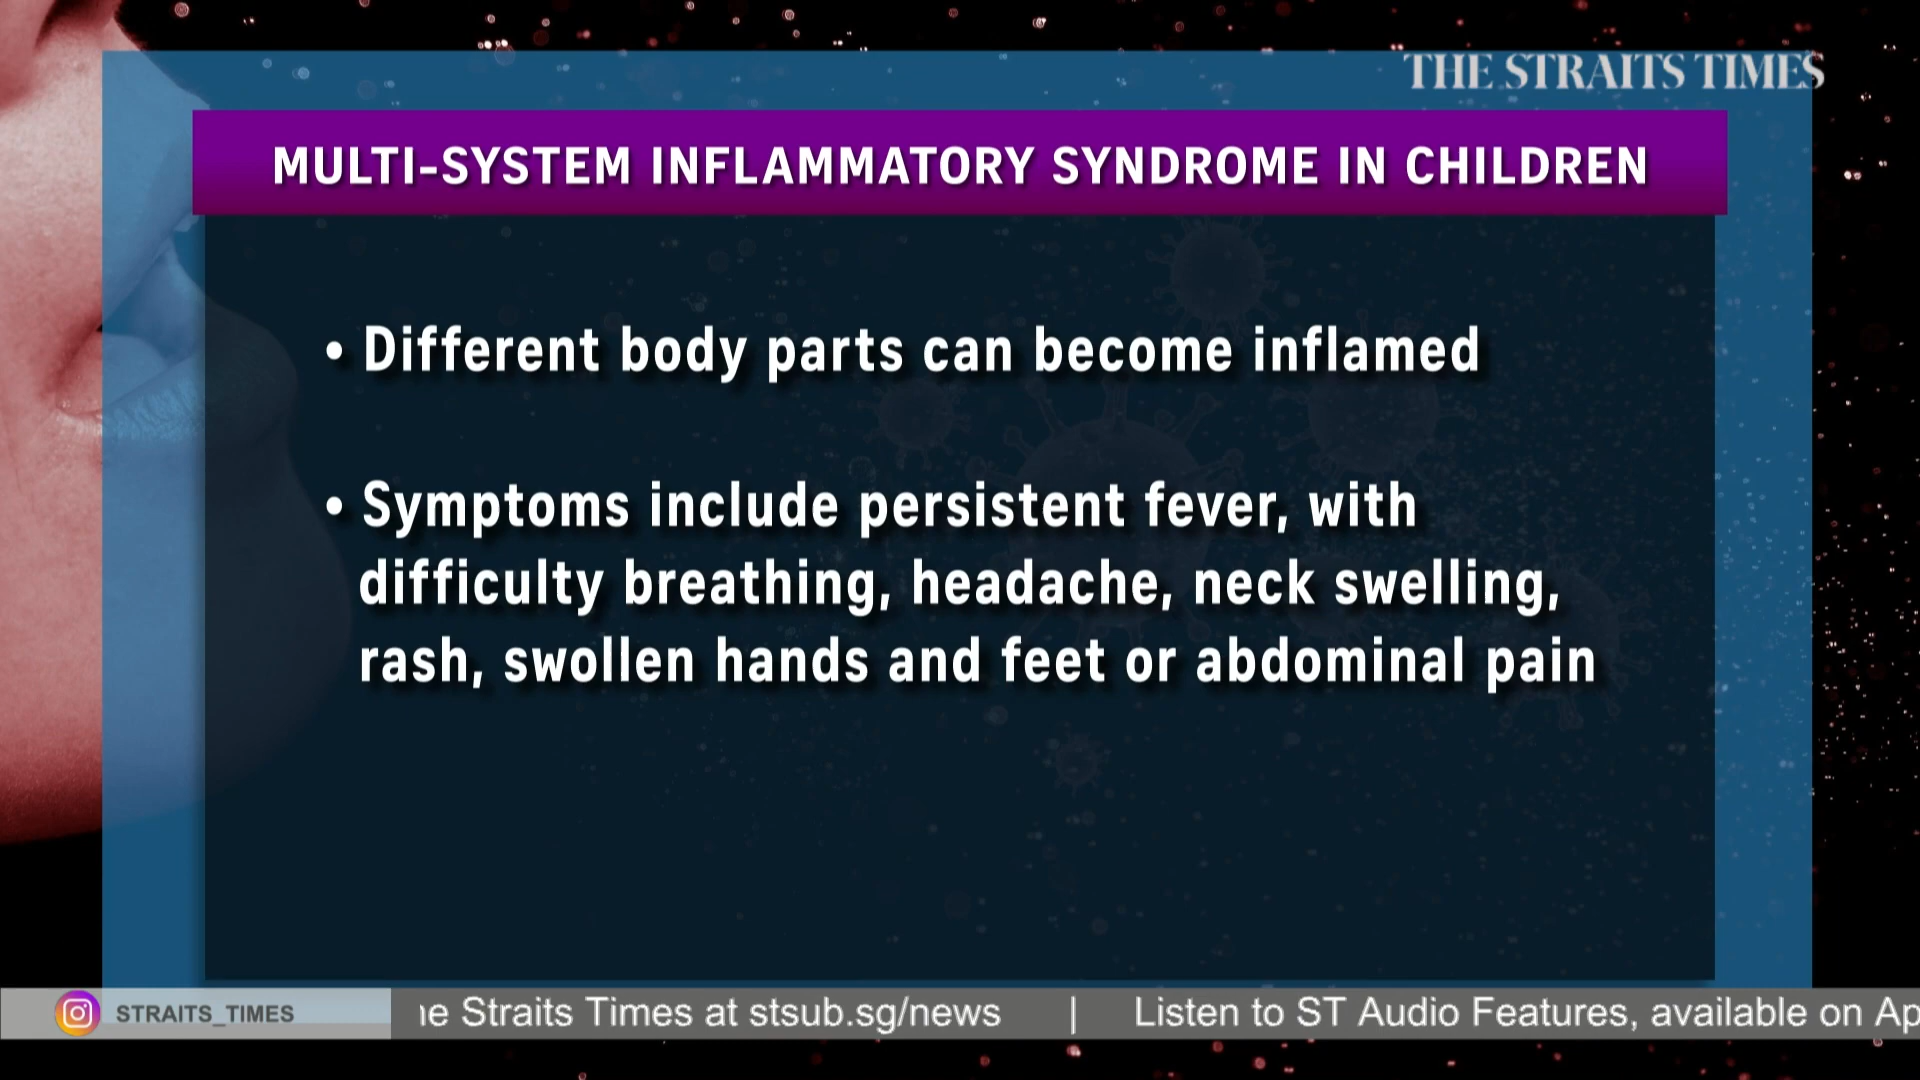 THE STRAITS TIMES
MULTI-SYSTEM INFLAMMATORY SYNDROME IN CHILDREN
• Different body parts can become inflamed
• Symptoms include persistent fever, with
difficulty breathing, headache, neck swelling,
rash, swollen hands and feet or abdominal pain
STRAITS_TIMES
Straits Times at stsub.sg/news | Listen to ST Audio Features, available on